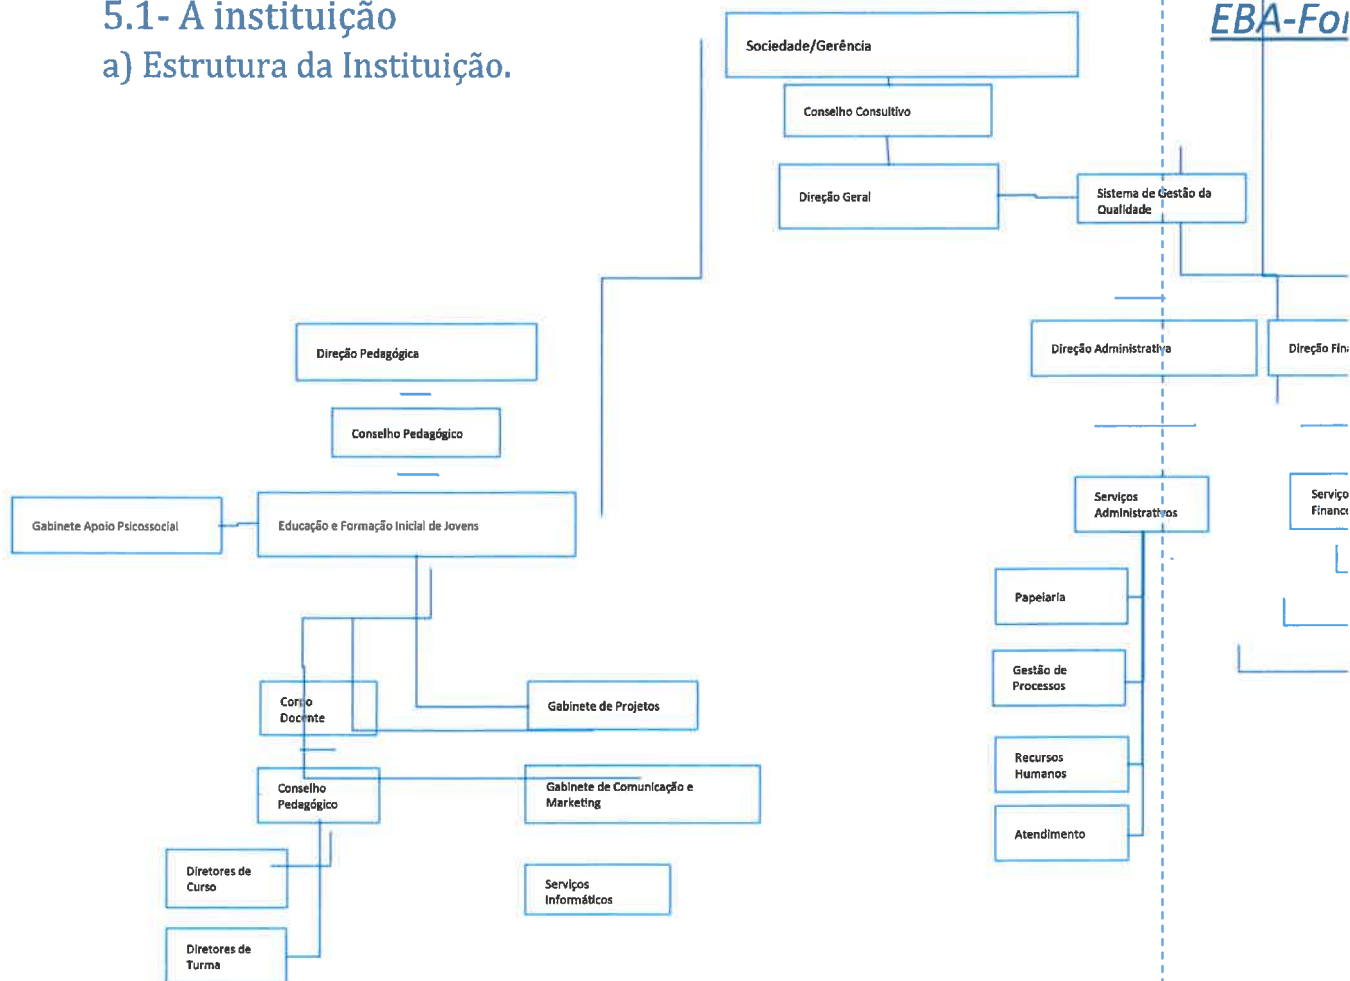 5.1- A instituição
a) Estrutura da Instituição.
Sociedade/Gerência
Conselho Consultivo
Direção Geral
Sistema de Gestão da
Qualidade
Direção Pedagógica
Direção Administrativa
Direção
Conselho Pedagógico
Gabinete Apoio Psicossocial
Educação e Formação Inicial de Jovens
Serviços
Administrativos
Papelaria
Gestão de
Processos
Corpo
Docente
Gabinete de Projetos
Recursos
Humanos
Conselho
Pedagógico
Gabinete de Comunicação e
Marketing
Atendimento
Diretores de
Curso
Serviços
Informáticos
Diretores de
Turma